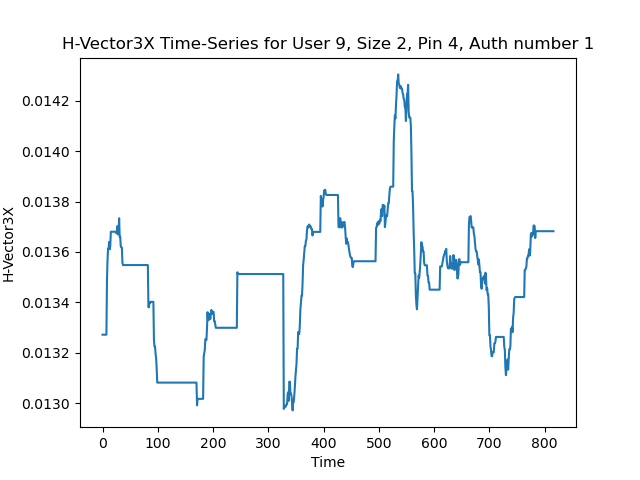 H-Vector3X Time-Series for User 9, Size 2, Pin 4, Auth number 1
H-Vector3X
0.0142
0.0140
0.0138
0.0136
0.0134
0.0132
0.0130
0 100 200 300 400 500 600 700 800
Time